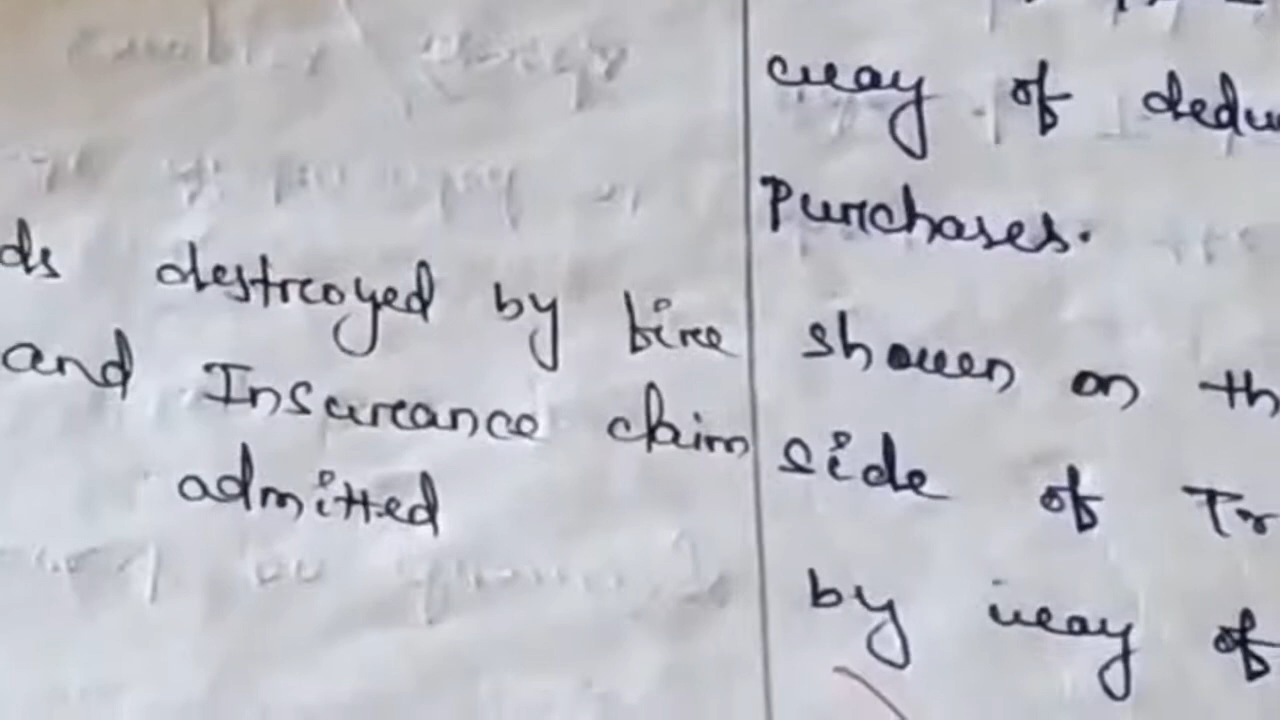 way of dedu
Purchases.
ds destroyed by fire
and Insurance claim
admitted
shown on th
side of Tr
by way of